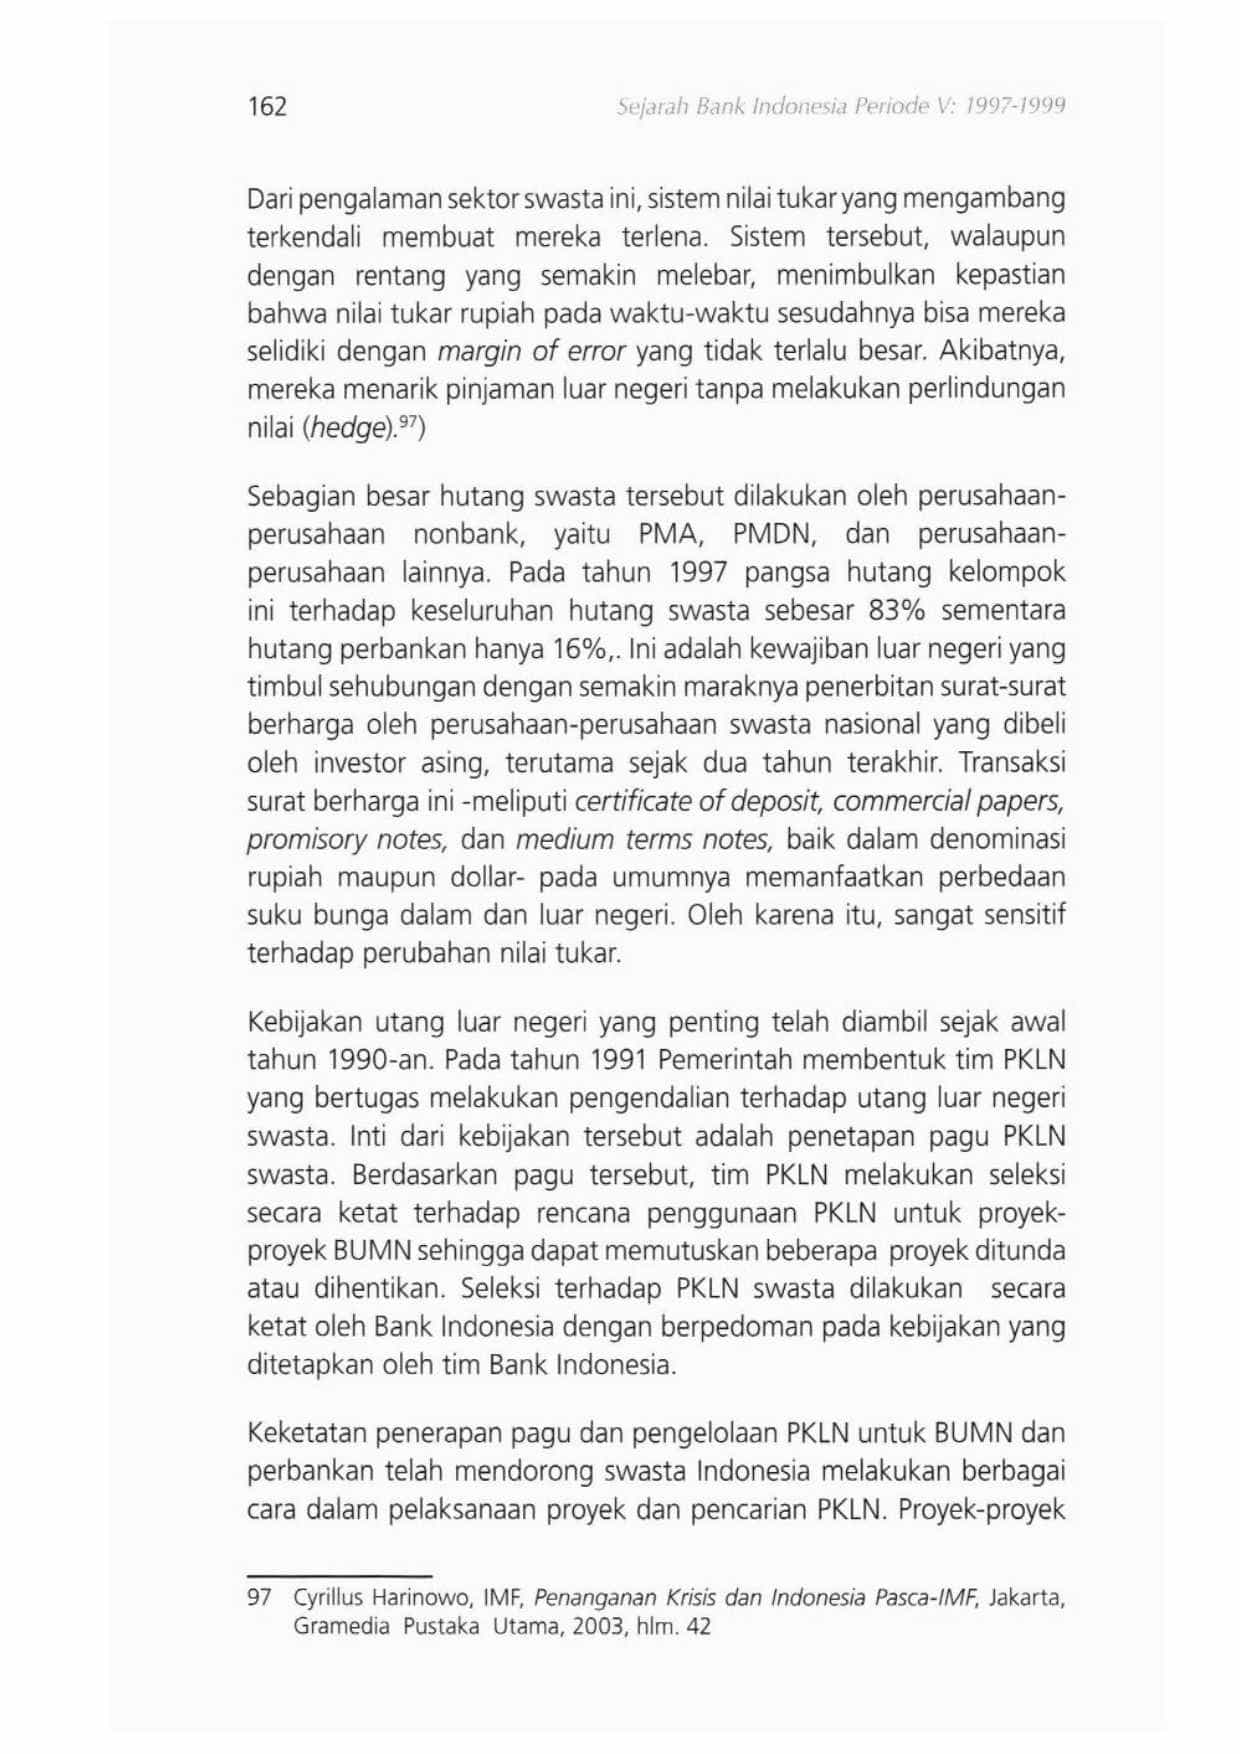 162
Sejarah Bank Indonesia Periode V: 1997-1999
Dari pengalaman sektor swasta ini, sistem nilai tukar yang mengambang
terkendali membuat mereka terlena. Sistem tersebut, walaupun
dengan rentang yang semakin melebar, menimbulkan kepastian
bahwa nilai tukar rupiah pada waktu-waktu sesudahnya bisa mereka
selidiki dengan margin of error yang tidak terlalu besar. Akibatnya,
mereka menarik pinjaman luar negeri tanpa melakukan perlindungan
nilai (hedge).97)
Sebagian besar hutang swasta tersebut dilakukan oleh perusahaan-
perusahaan nonbank, yaitu PMA, PMDN, dan perusahaan-
perusahaan lainnya. Pada tahun 1997 pangsa hutang kelompok
ini terhadap keseluruhan hutang swasta sebesar 83% sementara
hutang perbankan hanya 16%,. Ini adalah kewajiban luar negeri yang
timbul sehubungan dengan semakin maraknya penerbitan surat-surat
berharga oleh perusahaan-perusahaan swasta nasional yang dibeli
oleh investor asing, terutama sejak dua tahun terakhir. Transaksi
surat berharga ini -meliputi certificate of deposit, commercial papers,
promisory notes, dan medium terms notes, baik dalam denominasi
rupiah maupun dollar- pada umumnya memanfaatkan perbedaan
suku bunga dalam dan luar negeri. Oleh karena itu, sangat sensitif
terhadap perubahan nilai tukar.
Kebijakan utang luar negeri yang penting telah diambil sejak awal
tahun 1990-an. Pada tahun 1991 Pemerintah membentuk tim PKLN
yang bertugas melakukan pengendalian terhadap utang luar negeri
swasta. Inti dari kebijakan tersebut adalah penetapan pagu PKLN
swasta. Berdasarkan pagu tersebut, tim PKLN melakukan seleksi
secara ketat terhadap rencana penggunaan PKLN untuk proyek-
proyek BUMN sehingga dapat memutuskan beberapa proyek ditunda
atau dihentikan. Seleksi terhadap PKLN swasta dilakukan secara
ketat oleh Bank Indonesia dengan berpedoman pada kebijakan yang
ditetapkan oleh tim Bank Indonesia.
Keketatan penerapan pagu dan pengelolaan PKLN untuk BUMN dan
perbankan telah mendorong swasta Indonesia melakukan berbagai
cara dalam pelaksanaan proyek dan pencarian PKLN. Proyek-proyek
97 Cyrillus Harinowo, IMF, Penanganan Krisis dan Indonesia Pasca-IMF, Jakarta,
Gramedia Pustaka Utama, 2003, hlm. 42